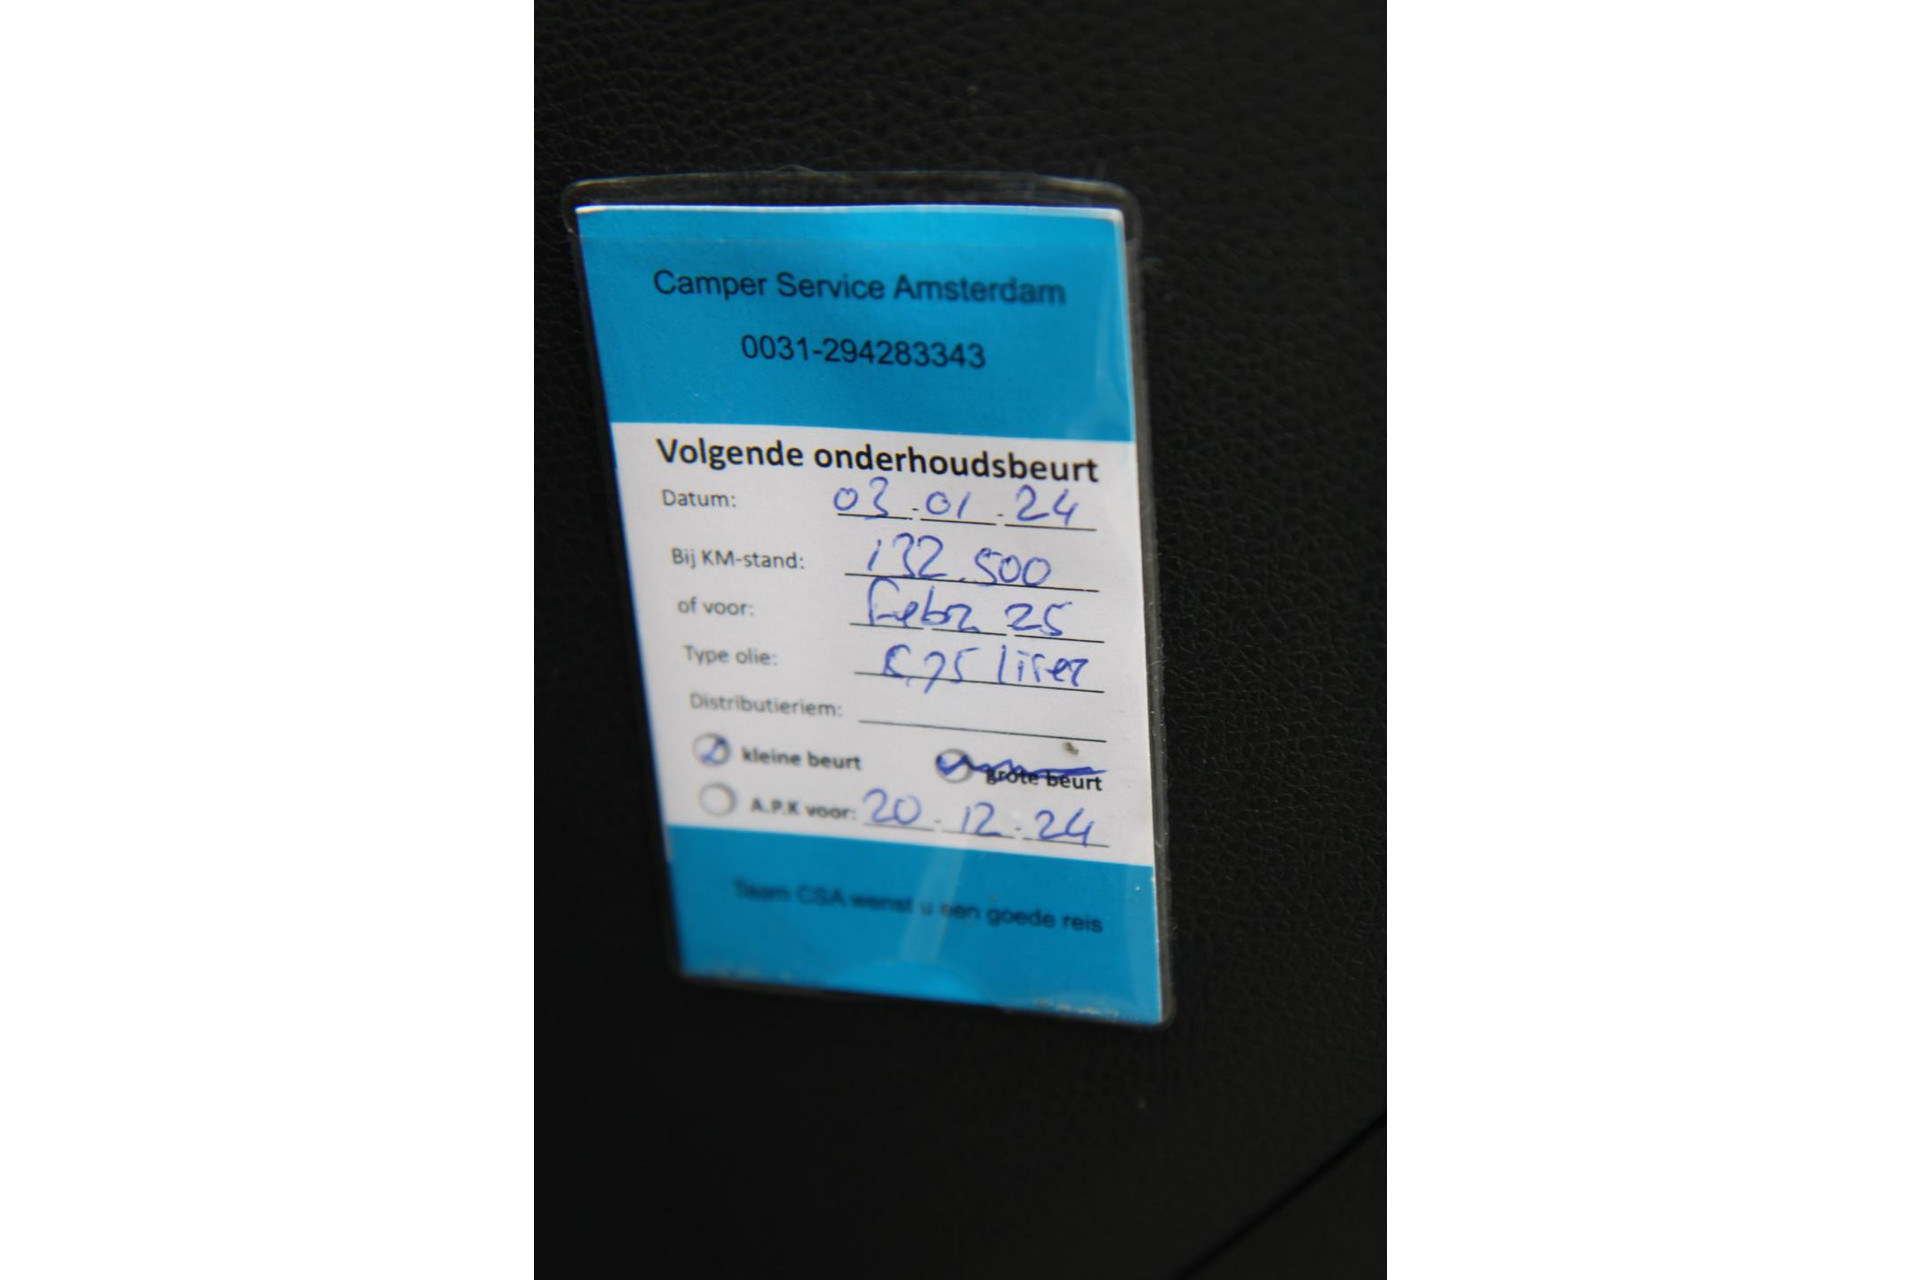 Camper Service Amsterdam
0031-294283343
Volgende onderhoudsbeurt
Datum: 03.01.24
Bij KM-stand: 132.500
of voor: Febr 25
Type olie: liter
Distributieriem:
kleine beurt grote beurt
A.P.K voor: 20.12.24
Team CSA wenst u een goede reis